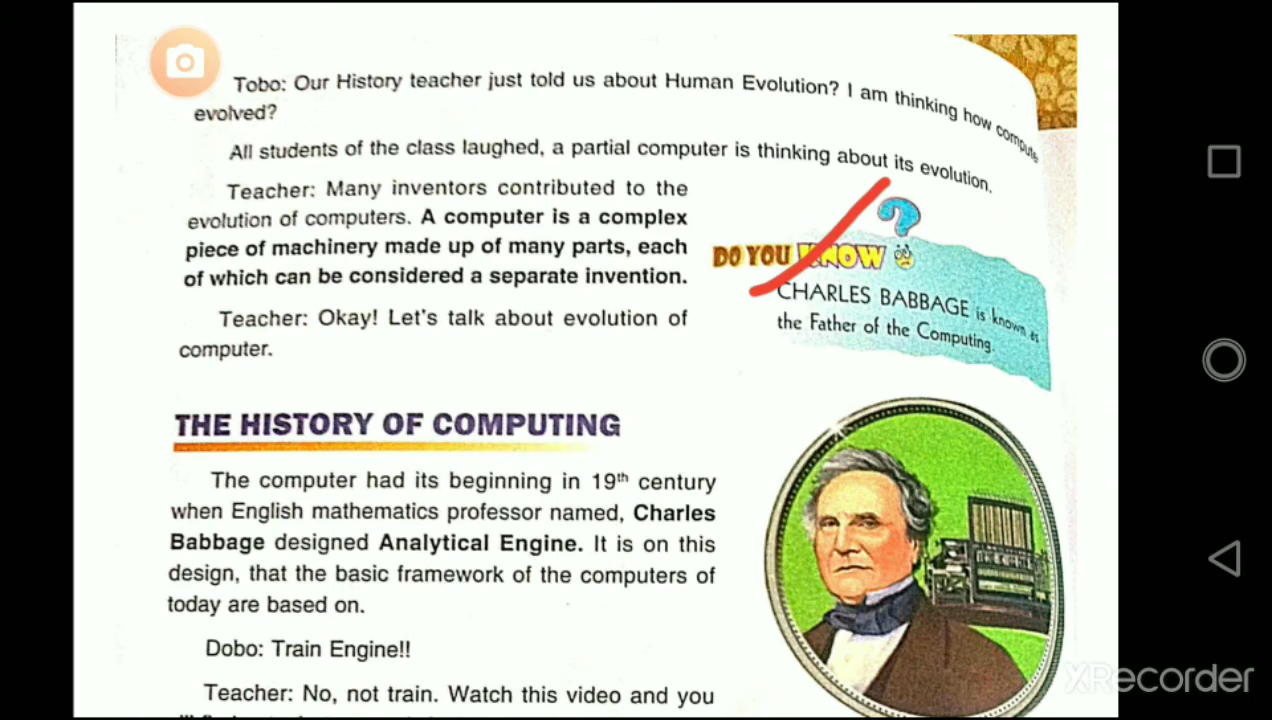 Tobo: Our History teacher just told us about Human Evolution? I am thinking how compute
evolved?
All students of the class laughed, a partial computer is thinking about its evolution.
Teacher: Many inventors contributed to the
evolution of computers. A computer is a complex
piece of machinery made up of many parts, each
of which can be considered a separate invention.
Teacher: Okay! Let's talk about evolution of
computer.
DO YOU KNOW ?
CHARLES BABBAGE is known as
the Father of the Computing.
THE HISTORY OF COMPUTING
The computer had its beginning in 19th century
when English mathematics professor named, Charles
Babbage designed Analytical Engine. It is on this
design, that the basic framework of the computers of
today are based on.
Dobo: Train Engine!!
Teacher: No, not train. Watch this video and you
XRecorder